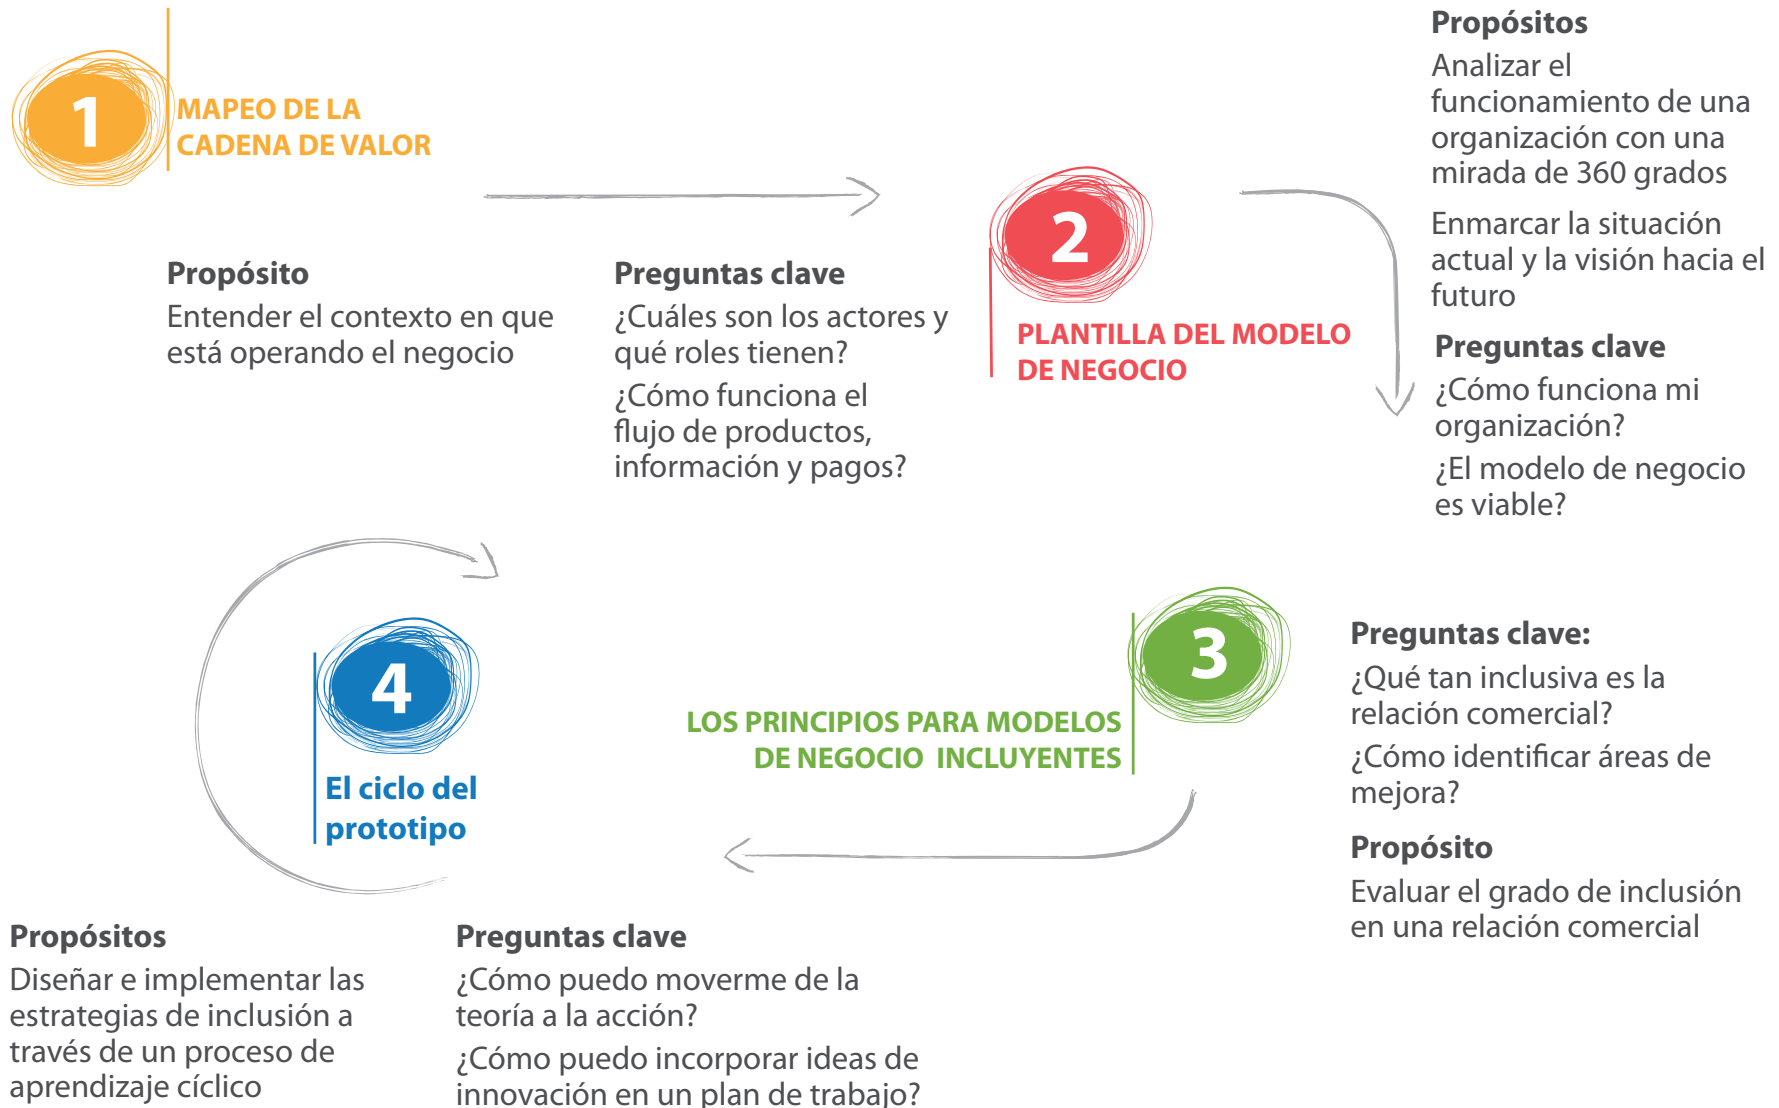 1
MAPEO DE LA
CADENA DE VALOR
Propósito
Entender el contexto en que
está operando el negocio
Preguntas clave
¿Cuáles son los actores y
qué roles tienen?
¿Cómo funciona el
flujo de productos,
información y pagos?
2
PLANTILLA DEL MODELO
DE NEGOCIO
Propósitos
Analizar el
funcionamiento de una
organización con una
mirada de 360 grados
Enmarcar la situación
actual y la visión hacia el
futuro
Preguntas clave
¿Cómo funciona mi
organización?
¿El modelo de negocio
es viable?
3
LOS PRINCIPIOS PARA MODELOS
DE NEGOCIO INCLUYENTES
Preguntas clave:
¿Qué tan inclusiva es la
relación comercial?
¿Cómo identificar áreas de
mejora?
Propósito
Evaluar el grado de inclusión
en una relación comercial
4
El ciclo del
prototipo
Propósitos
Diseñar e implementar las
estrategias de inclusión a
través de un proceso de
aprendizaje cíclico
Preguntas clave
¿Cómo puedo moverme de la
teoría a la acción?
¿Cómo puedo incorporar ideas de
innovación en un plan de trabajo?